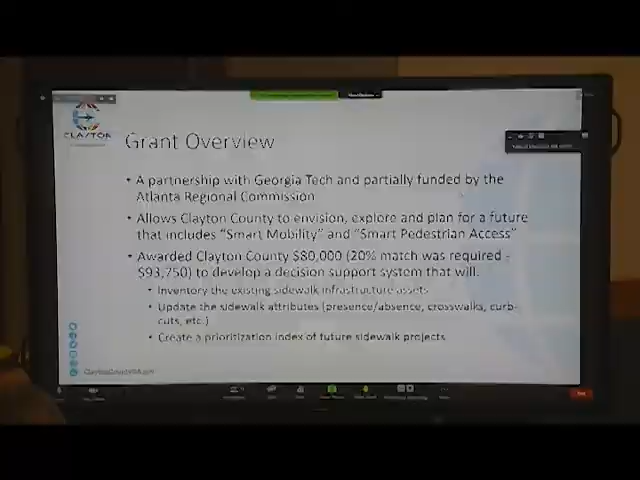 CLAYTON
Grant Overview
• A partnership with Georgia Tech and partially funded by the
Atlanta Regional Commission
• Allows Clayton County to envision, explore and plan for a future
that includes "Smart Mobility" and "Smart Pedestrian Access"
• Awarded Clayton County $80,000 (20% match was required -
$93,750) to develop a decision support system that will:
• Inventory the existing sidewalk infrastructure assets
• Update the sidewalk attributes (presence/absence, crosswalks, curb-
cuts, etc.)
• Create a prioritization index of future sidewalk projects
ClaytonCountyGA.gov